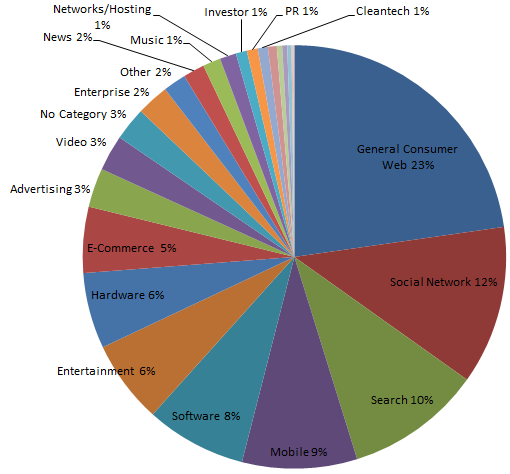 Networks/Hosting
1%
Investor 1%
PR 1%
Cleantech 1%
News 2%
Music 1%
Other 2%
Enterprise 2%
No Category 3%
Video 3%
Advertising 3%
E-Commerce 5%
Hardware 6%
Entertainment 6%
Software 8%
Mobile 9%
Search 10%
Social Network 12%
General Consumer
Web 23%